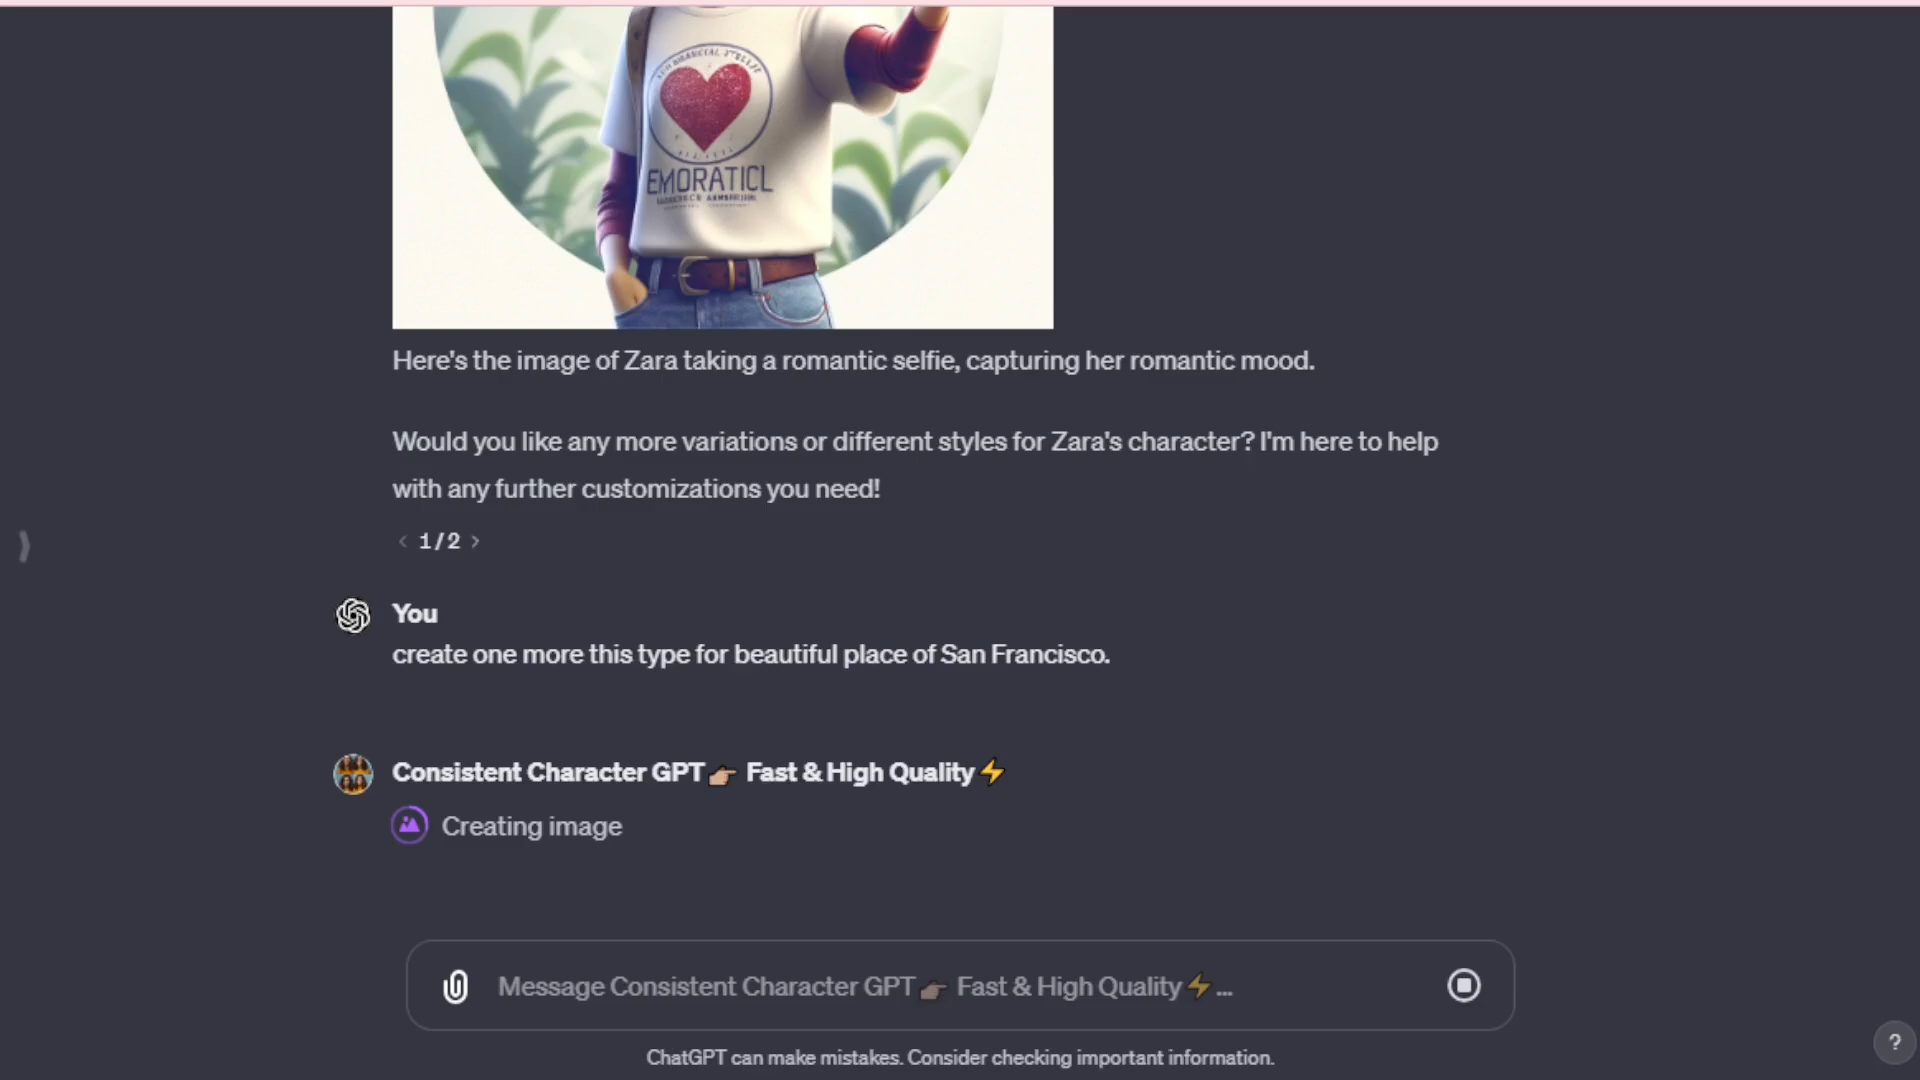 EMORATICL
Here's the image of Zara taking a romantic selfie, capturing her romantic mood.
Would you like any more variations or different styles for Zara's character? I'm here to help
with any further customizations you need!
< 1/2 >
You
create one more this type for beautiful place of San Francisco.
Consistent Character GPT👉🏽 Fast & High Quality⚡
Creating image
Message Consistent Character GPT👉🏽 Fast & High Quality⚡...
ChatGPT can make mistakes. Consider checking important information.
?